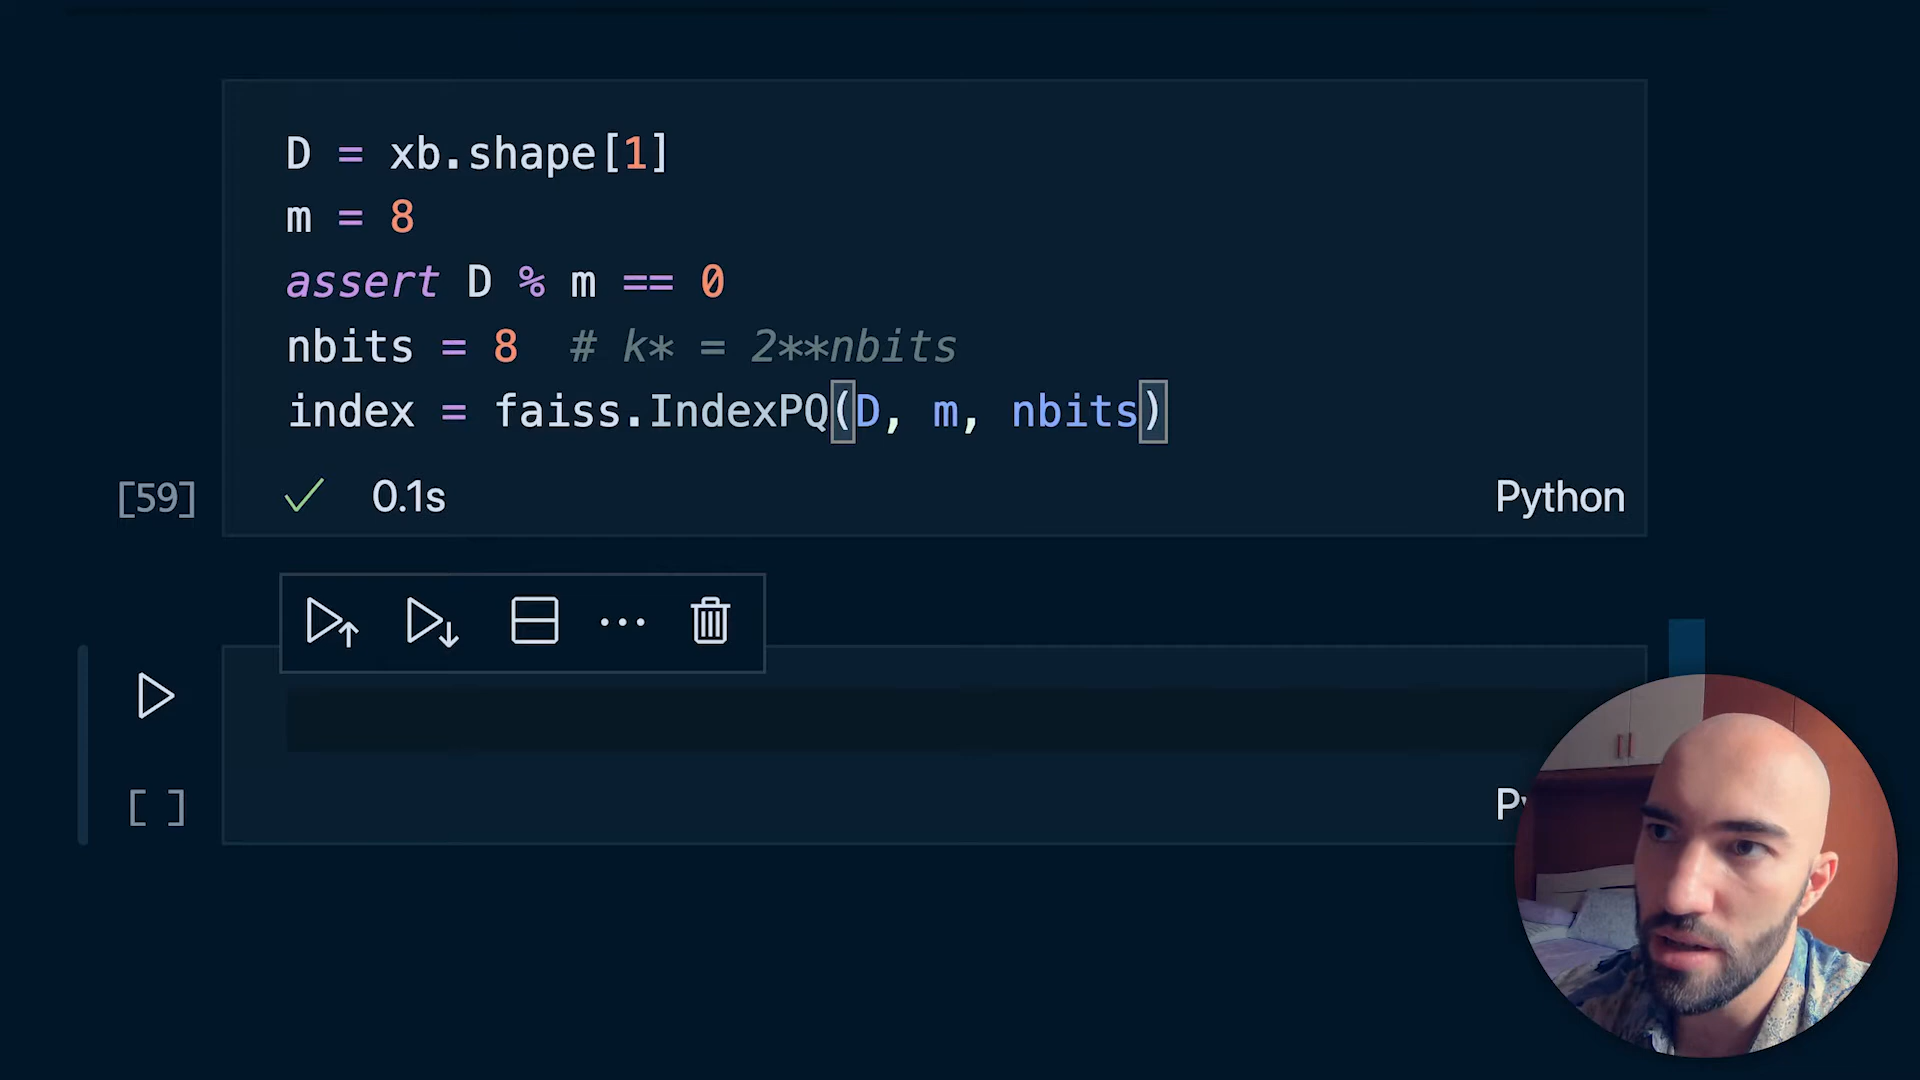 D = xb.shape[1]
m = 8
assert D % m == 0
nbits = 8  # k* = 2**nbits
index = faiss.IndexPQ(D, m, nbits)
[59]
0.1s
Python
[ ]